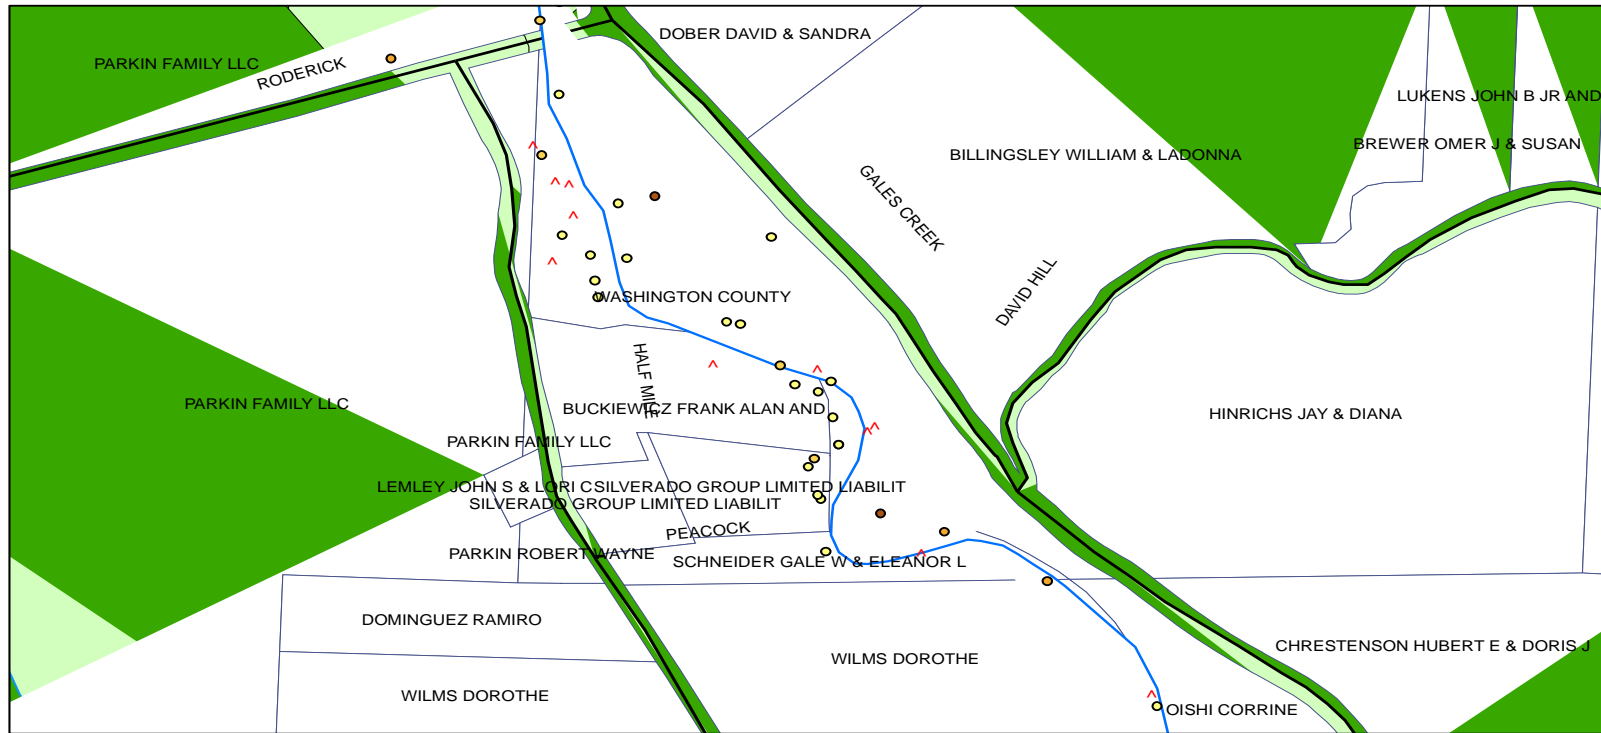 DOBER DAVID & SANDRA
PARKIN FAMILY LLC
RODERICK
LUKENS JOHN B JR AND
BREWER OMER J & SUSAN
BILLINGSLEY WILLIAM & LADONNA
GALES CREEK
DAVID HILL
WASHINGTON COUNTY
HALF MILE
PARKIN FAMILY LLC
BUCKIEWICZ FRANK ALAN AND
HINRICHS JAY & DIANA
PARKIN FAMILY LLC
LEMLEY JOHN S & LORI C
SILVERADO GROUP LIMITED LIABILIT
SILVERADO GROUP LIMITED LIABILIT
PEACOCK
PARKIN ROBERT WAYNE
SCHNEIDER GALE W & ELEANOR L
DOMINGUEZ RAMIRO
CHRESTENSON HUBERT E & DORIS J
WILMS DOROTHE
WILMS DOROTHE
OISHI CORRINE